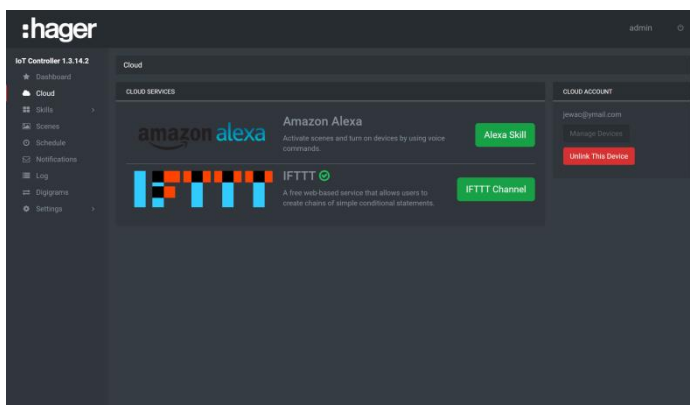 :hager
admin
IoT Controller 1.3.14.2
Dashboard
Cloud
Skills
Scenes
Schedule
Notifications
Log
Digigrams
Settings
Cloud
CLOUD SERVICES
amazon alexa
Amazon Alexa
Activate scenes and turn on devices by using voice
commands.
Alexa Skill
IFTTT
IFTTT
A free web-based service that allows users to
create chains of simple conditional statements.
IFTTT Channel
CLOUD ACCOUNT
jewac@ymail.com
Manage Devices
Unlink This Device